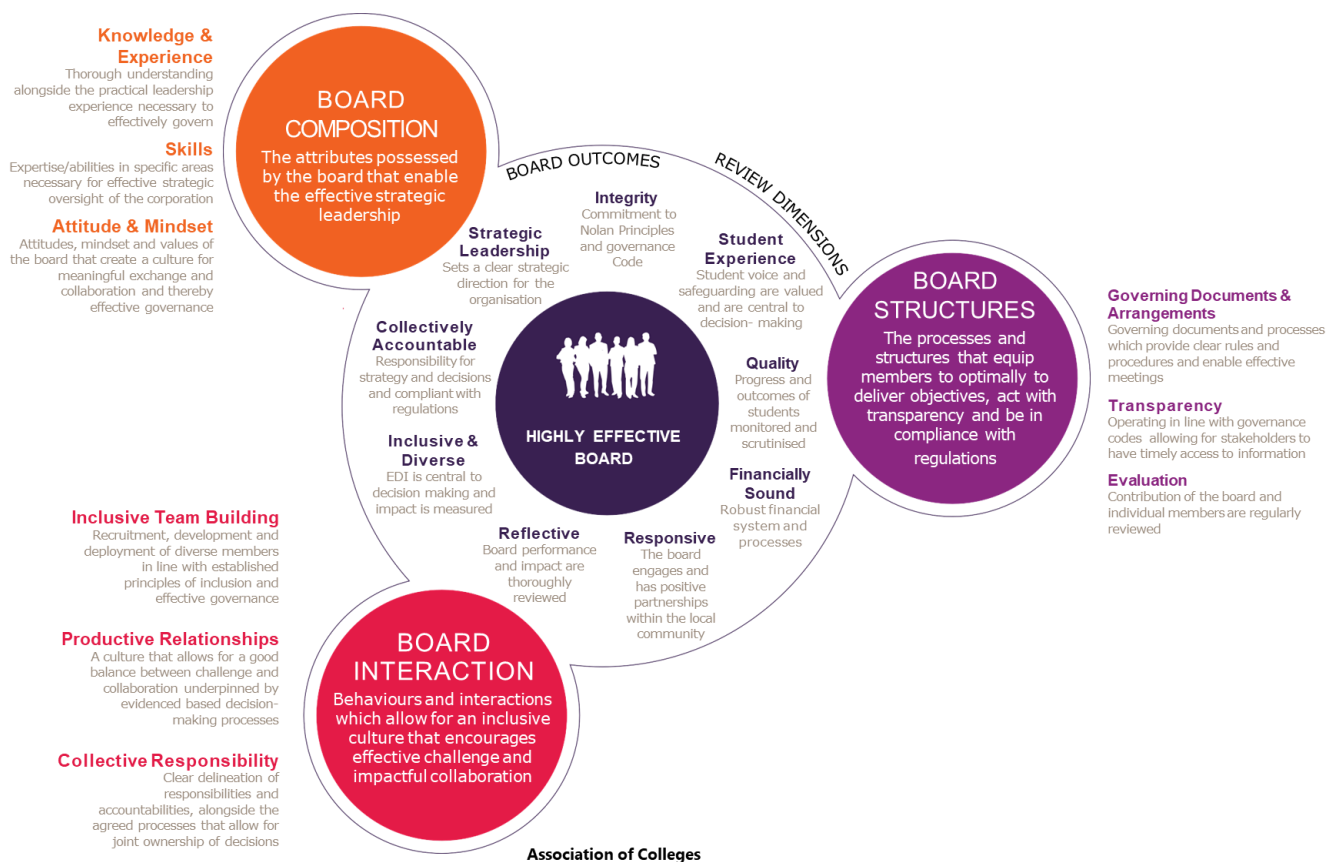 Knowledge &
Experience
Thorough understanding
alongside the practical leadership
experience necessary to
effectively govern
Skills
Expertise/abilities in specific areas
necessary for effective strategic
oversight of the corporation
Attitude & Mindset
Attitudes, mindset and values of
the board that create a culture for
meaningful exchange and
collaboration and thereby
effective governance
BOARD
COMPOSITION
The attributes possessed
by the board that enable
the effective strategic
leadership
BOARD OUTCOMES
REVIEW DIMENSIONS
Integrity
Commitment to
Nolan Principles
and governance
Code
Strategic
Leadership
Sets a clear strategic
direction for the
organisation
Student
Experience
Student voice and
safeguarding are valued
and are central to
decision- making
Collectively
Accountable
Responsibility for
strategy and decisions
and compliant with
regulations
Quality
Progress and
outcomes of
students
monitored and
scrutinised
HIGHLY EFFECTIVE
BOARD
Inclusive &
Diverse
EDI is central to
decision making and
impact is measured
Financially
Sound
Robust financial
system and
processes
Reflective
Board performance
and impact are
thoroughly
reviewed
Responsive
The board
engages and
has positive
partnerships
within the local
community
BOARD
STRUCTURES
The processes and
structures that equip
members to optimally to
deliver objectives, act with
transparency and be in
compliance with
regulations
Governing Documents &
Arrangements
Governing documents and processes
which provide clear rules and
procedures and enable effective
meetings
Transparency
Operating in line with governance
codes allowing for stakeholders to
have timely access to information
Evaluation
Contribution of the board and
individual members are regularly
reviewed
Inclusive Team Building
Recruitment, development and
deployment of diverse members
in line with established
principles of inclusion and
effective governance
Productive Relationships
A culture that allows for a good
balance between challenge and
collaboration underpinned by
evidenced based decision-
making processes
Collective Responsibility
Clear delineation of
responsibilities and
accountabilities, alongside the
agreed processes that allow for
joint ownership of decisions
BOARD
INTERACTION
Behaviours and interactions
which allow for an inclusive
culture that encourages
effective challenge and
impactful collaboration
Association of Colleges